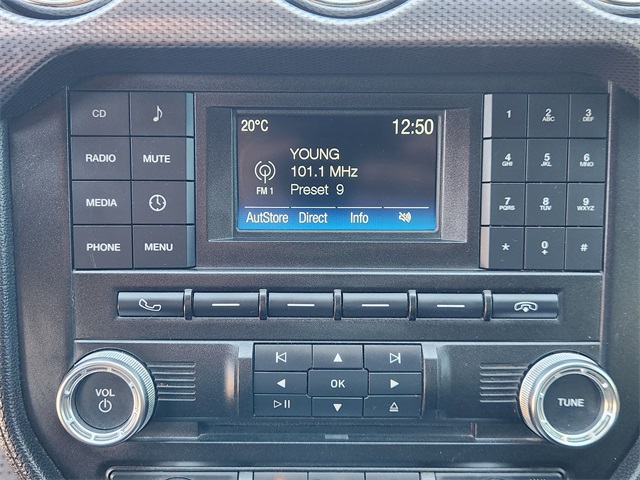 CD
RADIO MUTE
MEDIA
PHONE MENU
20°C 12:50
YOUNG
101.1 MHz
FM 1
Preset 9
AutStore Direct Info
1 2 ABC 3 DEF
4 GHI 5 JKL 6 MNO
7 PQRS 8 TUV 9 WXYZ
* 0 + #
VOL
OK
TUNE